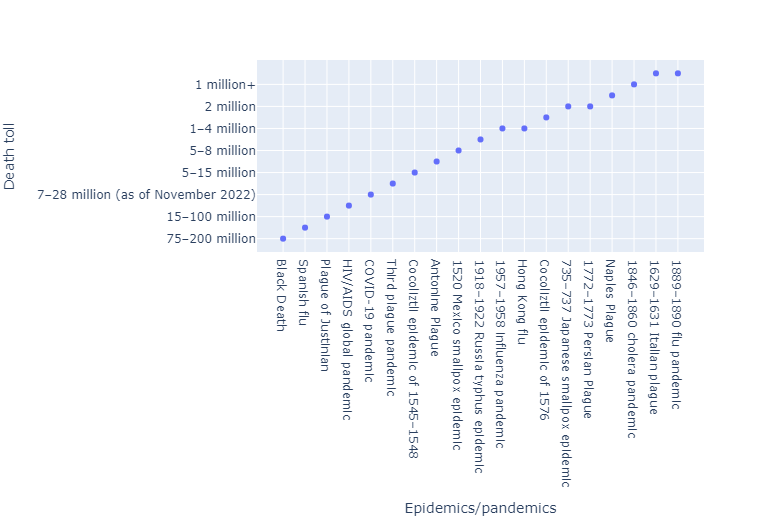 Death toll
1 million+
2 million
1–4 million
5–8 million
5–15 million
7–28 million (as of November 2022)
15–100 million
75–200 million
Black Death
Spanish flu
Plague of Justinian
HIV/AIDS global pandemic
COVID-19 pandemic
Third plague pandemic
Cocoliztli epidemic of 1545–1548
Antonine Plague
1520 Mexico smallpox epidemic
1918–1922 Russia typhus epidemic
1957–1958 influenza pandemic
Hong Kong flu
Cocoliztli epidemic of 1576
735–737 Japanese smallpox epidemic
1772–1773 Persian Plague
Naples Plague
1846–1860 cholera pandemic
1629–1631 Italian plague
1889–1890 flu pandemic
Epidemics/pandemics